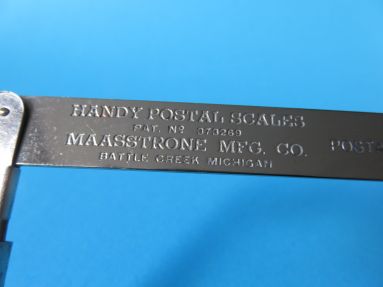 HANDY POSTAL SCALES
PAT. Nº 373269
MAASSTRONE MFG. CO.
BATTLE CREEK MICHIGAN